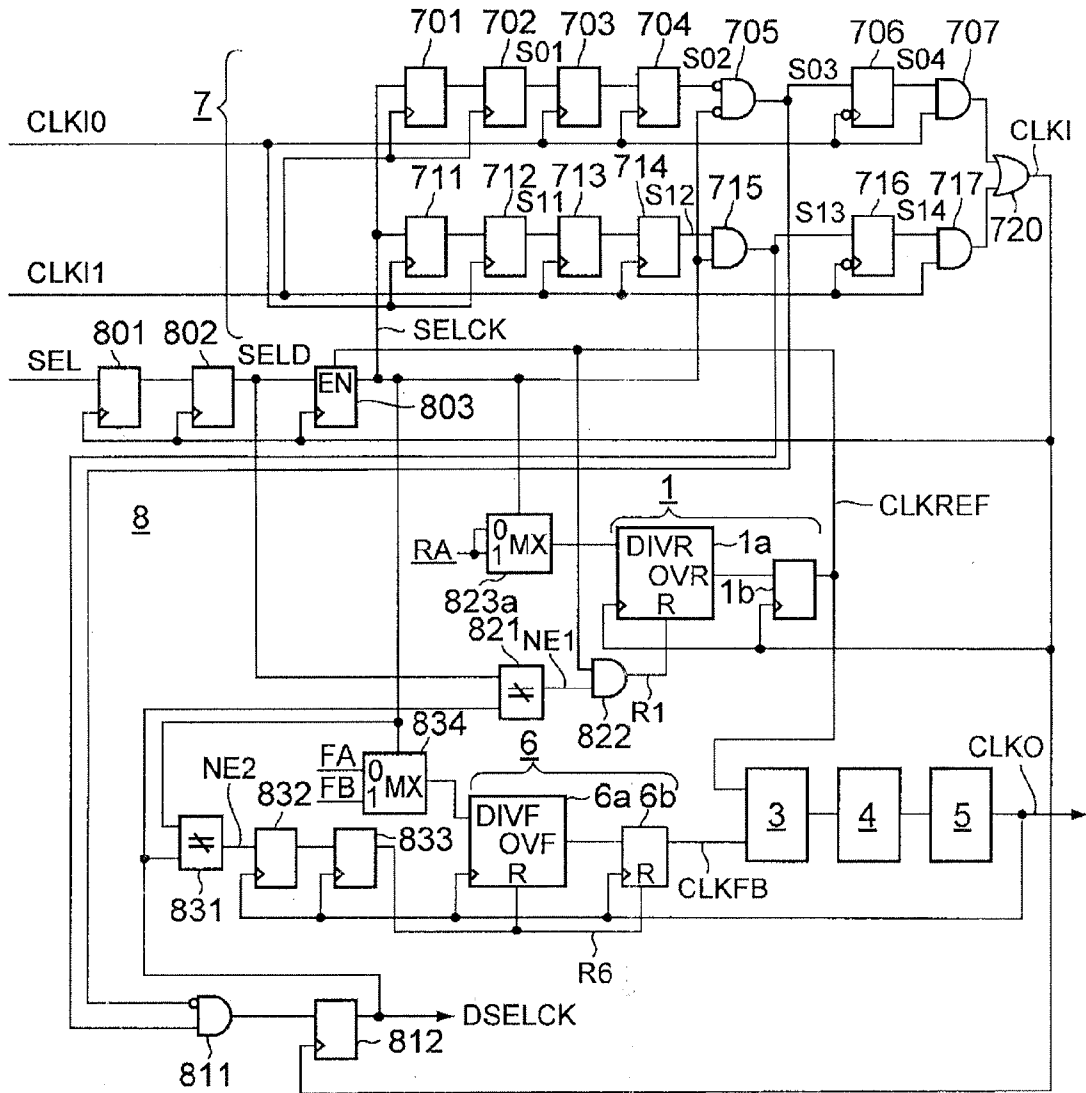 701 702 703 704 705 706 707
S01 S02 S03 S04
7
CLKI0
CLKI
711 712 713 714 715 716 717
S11 S12 S13 S14
720
CLKI1
SELCK
801 802
SEL SELD
EN
803
8
1
CLKREF
RA 0 1 MX
823a
DIVR OVR R
1a
1b
821
NE1
822
R1
834
FA 0
FB 1 MX
6
6a 6b
CLKO
NE2
832 833
DIVF OVF R
R
3 4 5
831
CLKFB
R6
811
812
DSELCK